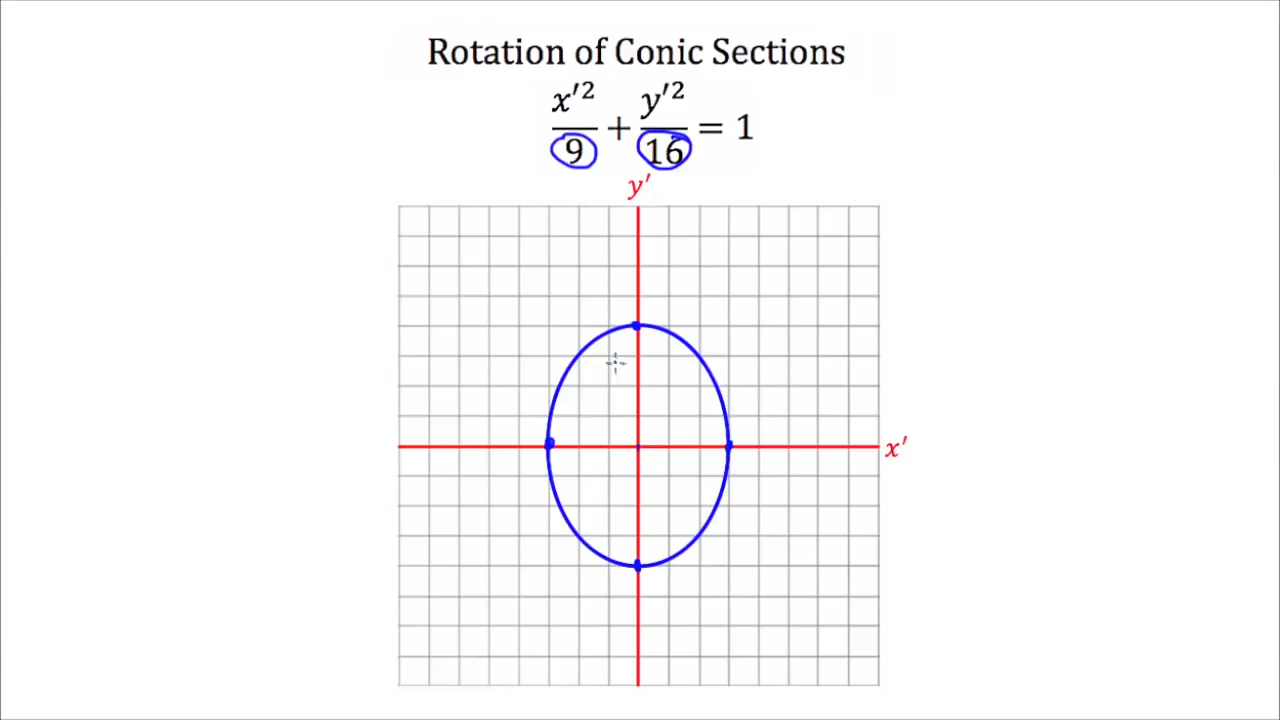 Rotation of Conic Sections
x′²/9 + y′²/16 = 1
y′
x′